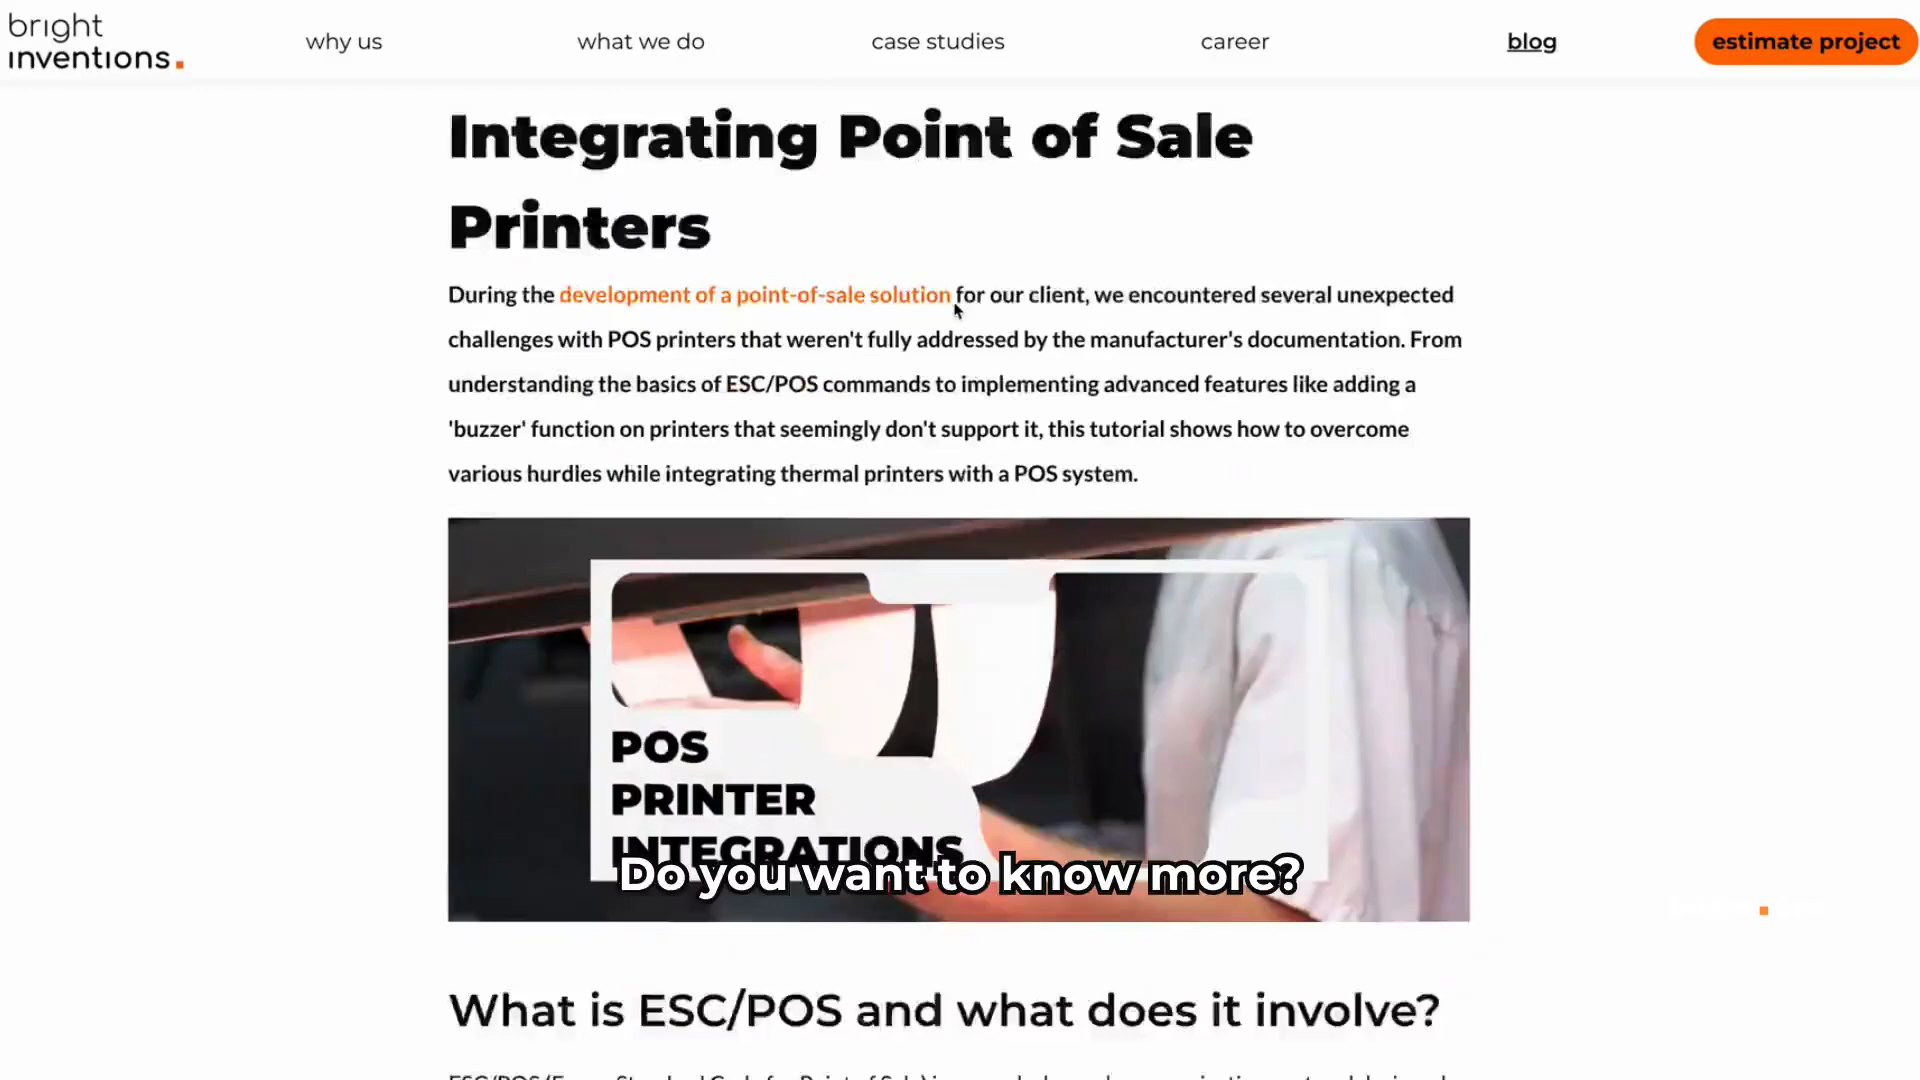 bright
inventions.
why us
what we do
case studies
career
blog
estimate project
Integrating Point of Sale
Printers
During the development of a point-of-sale solution for our client, we encountered several unexpected
challenges with POS printers that weren't fully addressed by the manufacturer's documentation. From
understanding the basics of ESC/POS commands to implementing advanced features like adding a
'buzzer' function on printers that seemingly don't support it, this tutorial shows how to overcome
various hurdles while integrating thermal printers with a POS system.
POS
PRINTER
INTEGRATIONS
Do you want to know more?
What is ESC/POS and what does it involve?